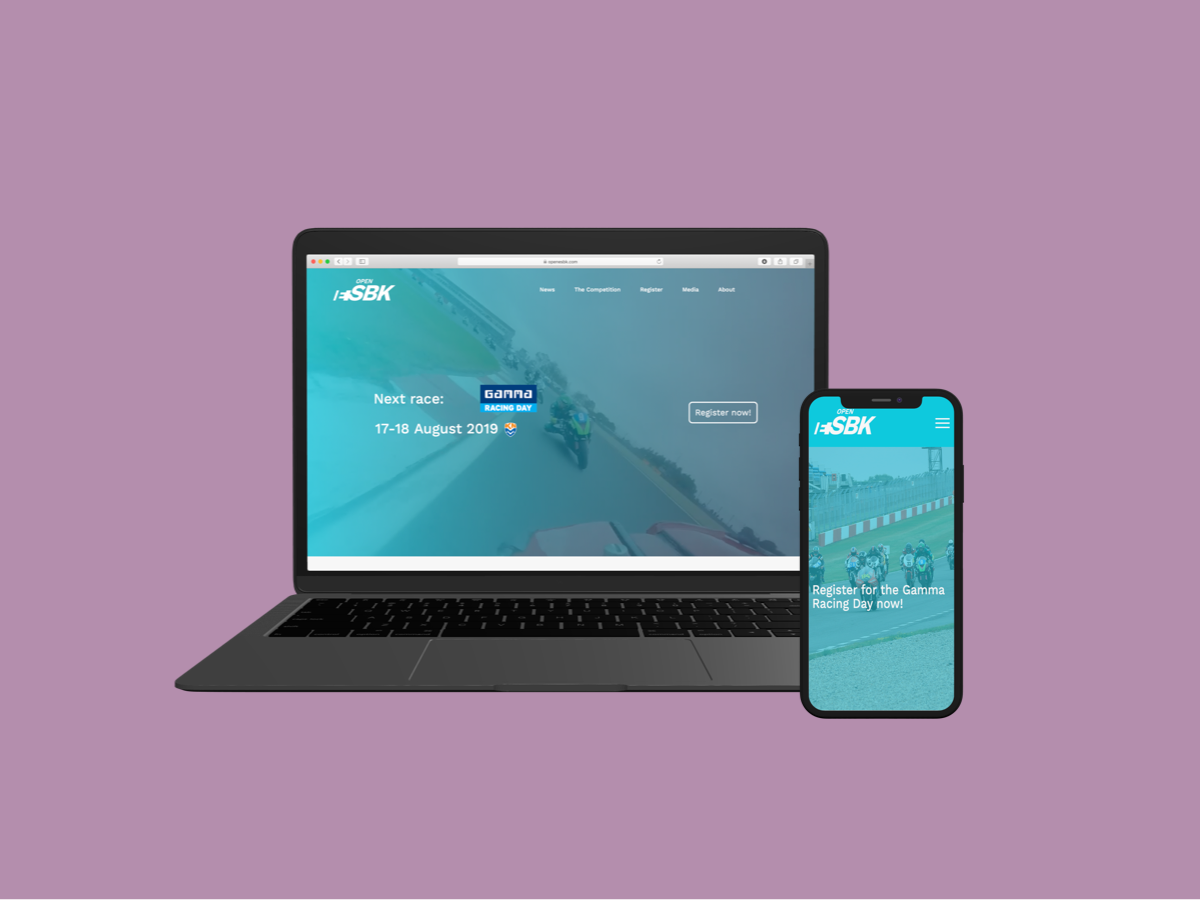 openesbk.com
OPEN
SBK
News The Competition Register Media About
Next race:
GAMMA
RACING DAY
17-18 August 2019
Register now!
OPEN
SBK
Register for the Gamma
Racing Day now!